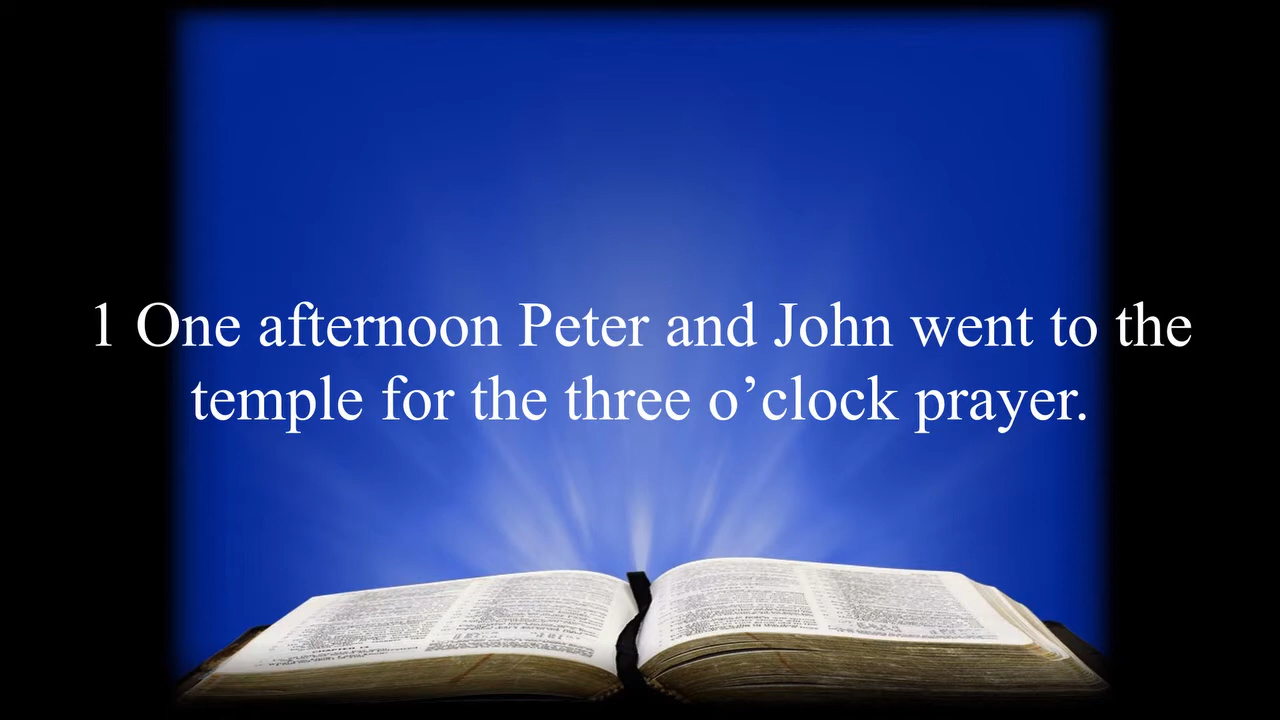 1 One afternoon Peter and John went to the
temple for the three o’clock prayer.